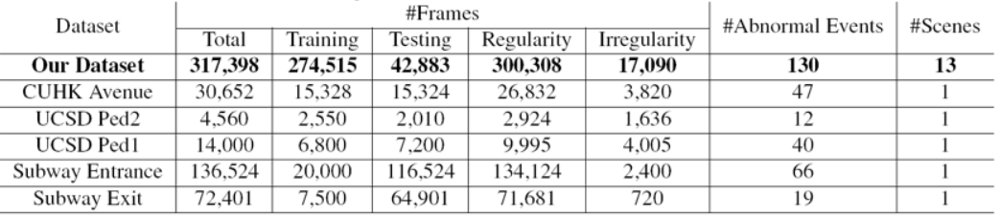 Dataset #Frames #Abnormal Events #Scenes
Total Training Testing Regularity Irregularity
Our Dataset 317,398 274,515 42,883 300,308 17,090 130 13
CUHK Avenue 30,652 15,328 15,324 26,832 3,820 47 1
UCSD Ped2 4,560 2,550 2,010 2,924 1,636 12 1
UCSD Ped1 14,000 6,800 7,200 9,995 4,005 40 1
Subway Entrance 136,524 20,000 116,524 134,124 2,400 66 1
Subway Exit 72,401 7,500 64,901 71,681 720 19 1